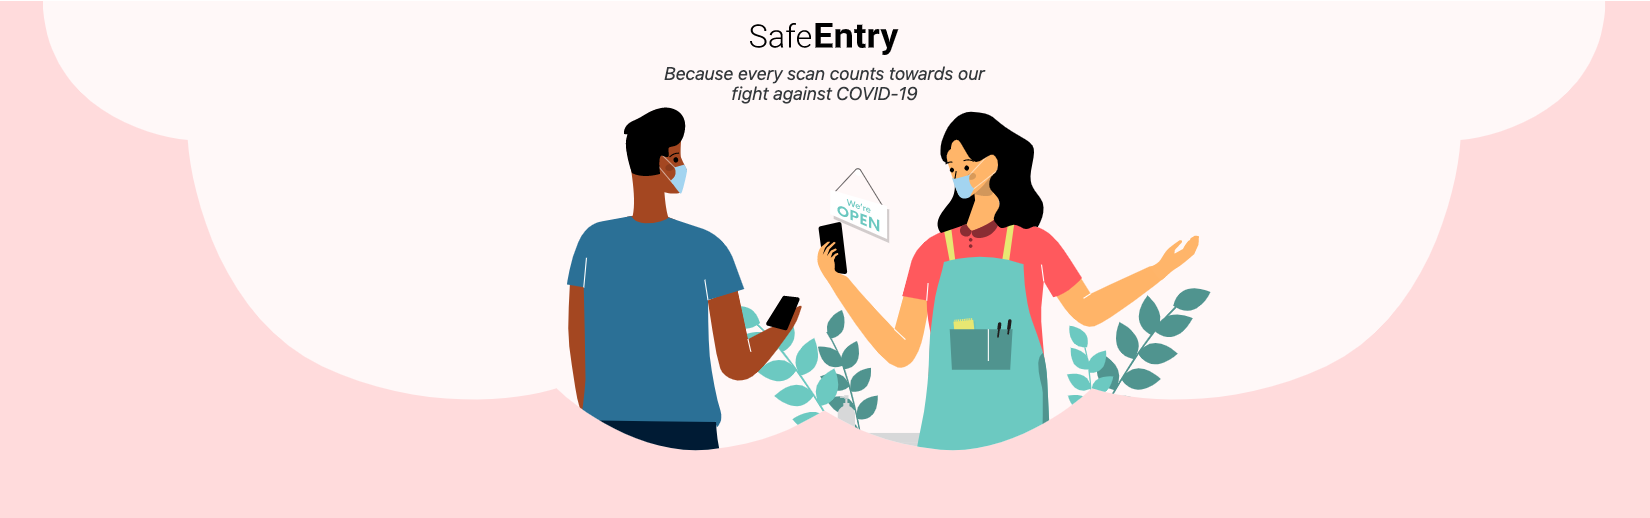 SafeEntry
Because every scan counts towards our
fight against COVID-19
We're
OPEN